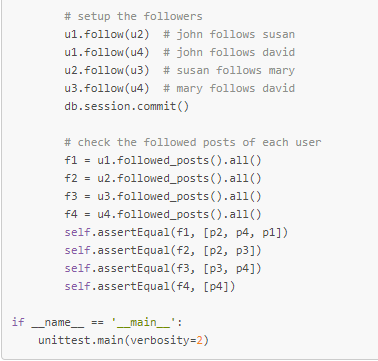 # setup the followers
        u1.follow(u2)  # john follows susan
        u1.follow(u4)  # john follows david
        u2.follow(u3)  # susan follows mary
        u3.follow(u4)  # mary follows david
        db.session.commit()

        # check the followed posts of each user
        f1 = u1.followed_posts().all()
        f2 = u2.followed_posts().all()
        f3 = u3.followed_posts().all()
        f4 = u4.followed_posts().all()
        self.assertEqual(f1, [p2, p4, p1])
        self.assertEqual(f2, [p2, p3])
        self.assertEqual(f3, [p3, p4])
        self.assertEqual(f4, [p4])

if __name__ == '__main__':
    unittest.main(verbosity=2)